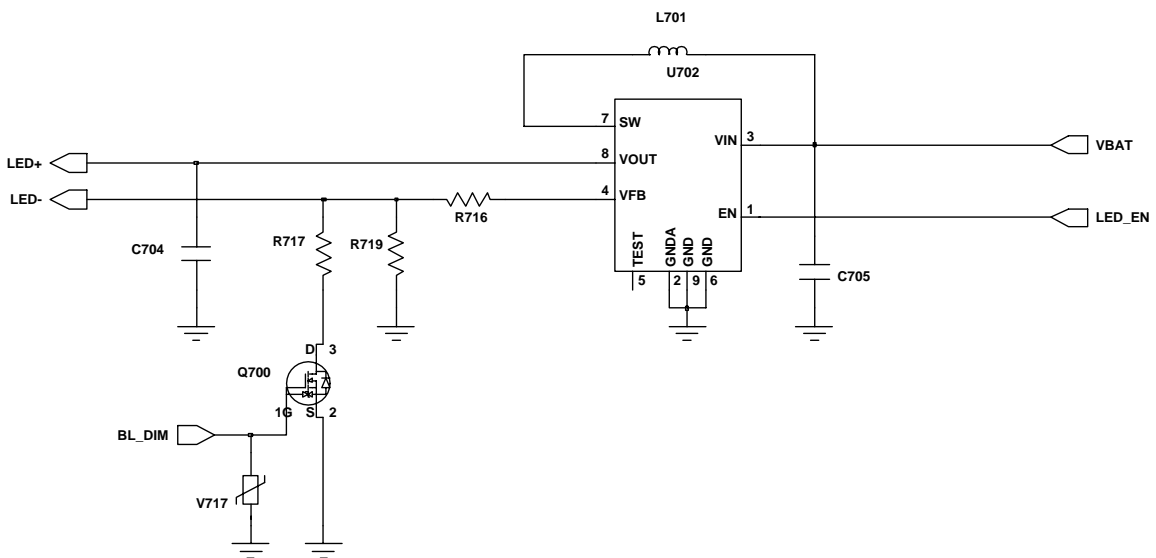 L701
U702
7 SW
VIN 3
VBAT
LED+
8 VOUT
LED-
4 VFB
R716
EN 1
LED_EN
C704
R717
R719
TEST
GNDA
GND
GND
5 2 9 6
C705
D 3
Q700
1G S 2
BL_DIM
V717